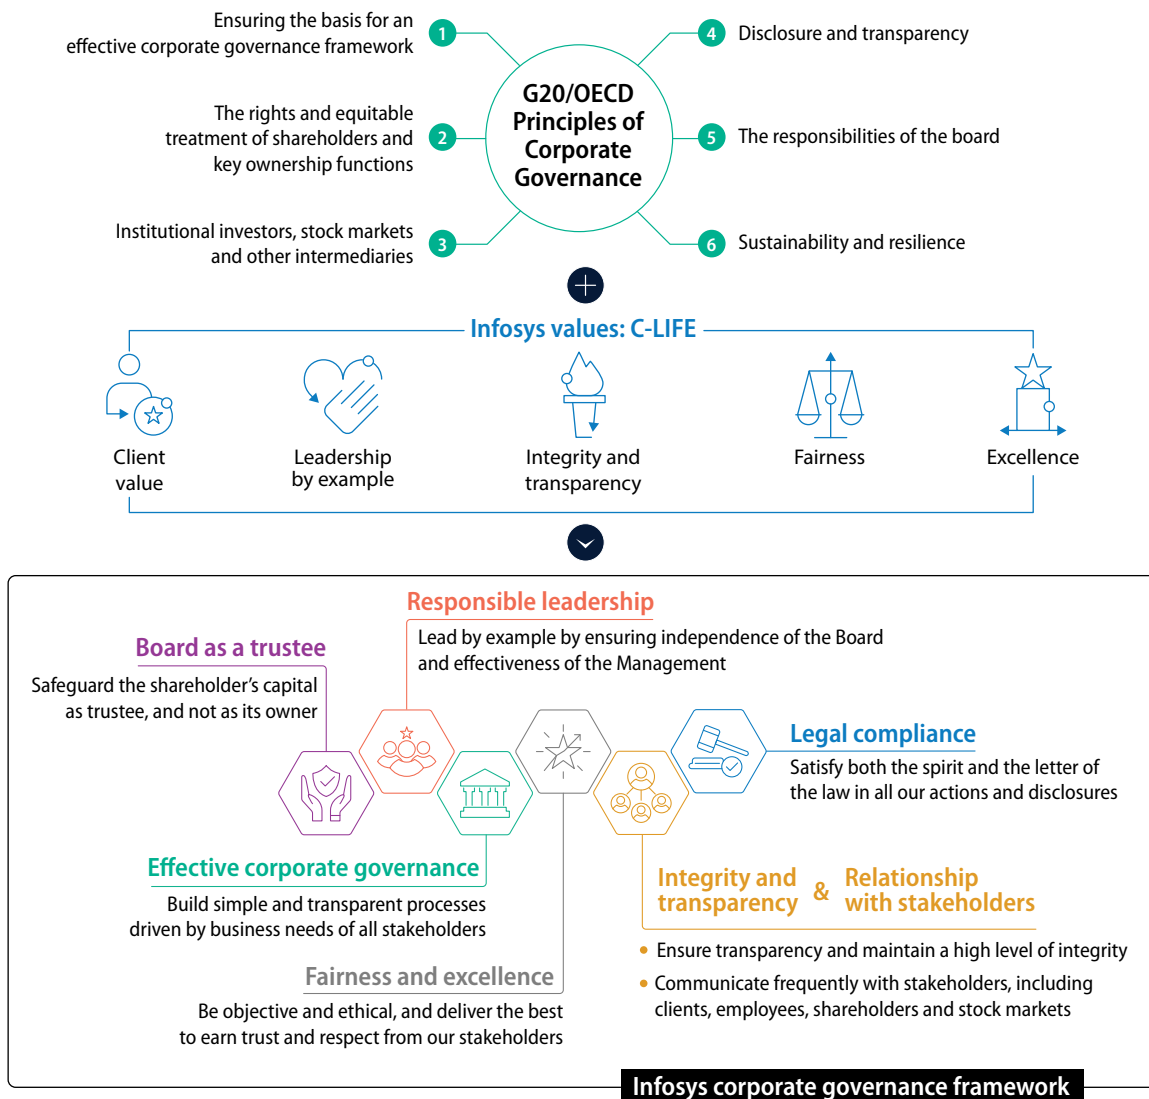 Ensuring the basis for an
effective corporate governance framework
1
The rights and equitable
treatment of shareholders and
key ownership functions
2
Institutional investors, stock markets
and other intermediaries
3
G20/OECD
Principles of
Corporate
Governance
4
Disclosure and transparency
5
The responsibilities of the board
6
Sustainability and resilience
Infosys values: C-LIFE
Client
value
Leadership
by example
Integrity and
transparency
Fairness
Excellence
Responsible leadership
Lead by example by ensuring independence of the Board
and effectiveness of the Management
Board as a trustee
Safeguard the shareholder’s capital
as trustee, and not as its owner
Legal compliance
Satisfy both the spirit and the letter of
the law in all our actions and disclosures
Effective corporate governance
Build simple and transparent processes
driven by business needs of all stakeholders
Integrity and
transparency
&
Relationship
with stakeholders
• Ensure transparency and maintain a high level of integrity
• Communicate frequently with stakeholders, including
clients, employees, shareholders and stock markets
Fairness and excellence
Be objective and ethical, and deliver the best
to earn trust and respect from our stakeholders
Infosys corporate governance framework